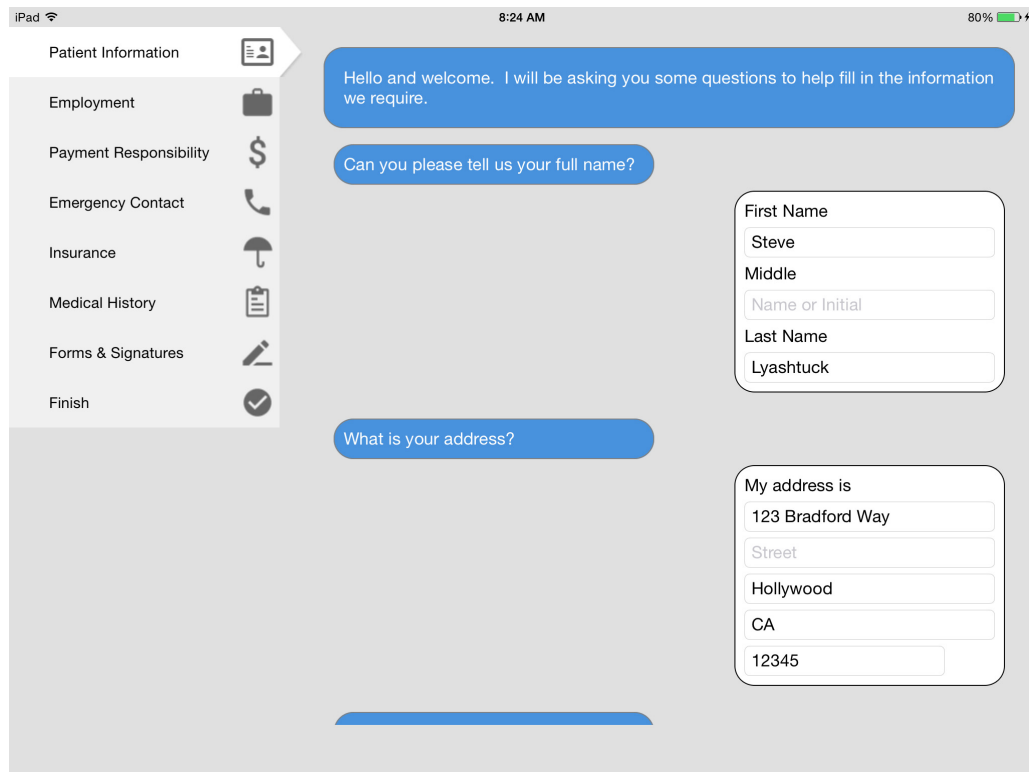 iPad 8:24 AM 80%
Patient Information
Employment
Payment Responsibility
Emergency Contact
Insurance
Medical History
Forms & Signatures
Finish
Hello and welcome.  I will be asking you some questions to help fill in the information
we require.
Can you please tell us your full name?
First Name
Steve
Middle
Name or Initial
Last Name
Lyashtuck
What is your address?
My address is
123 Bradford Way
Street
Hollywood
CA
12345